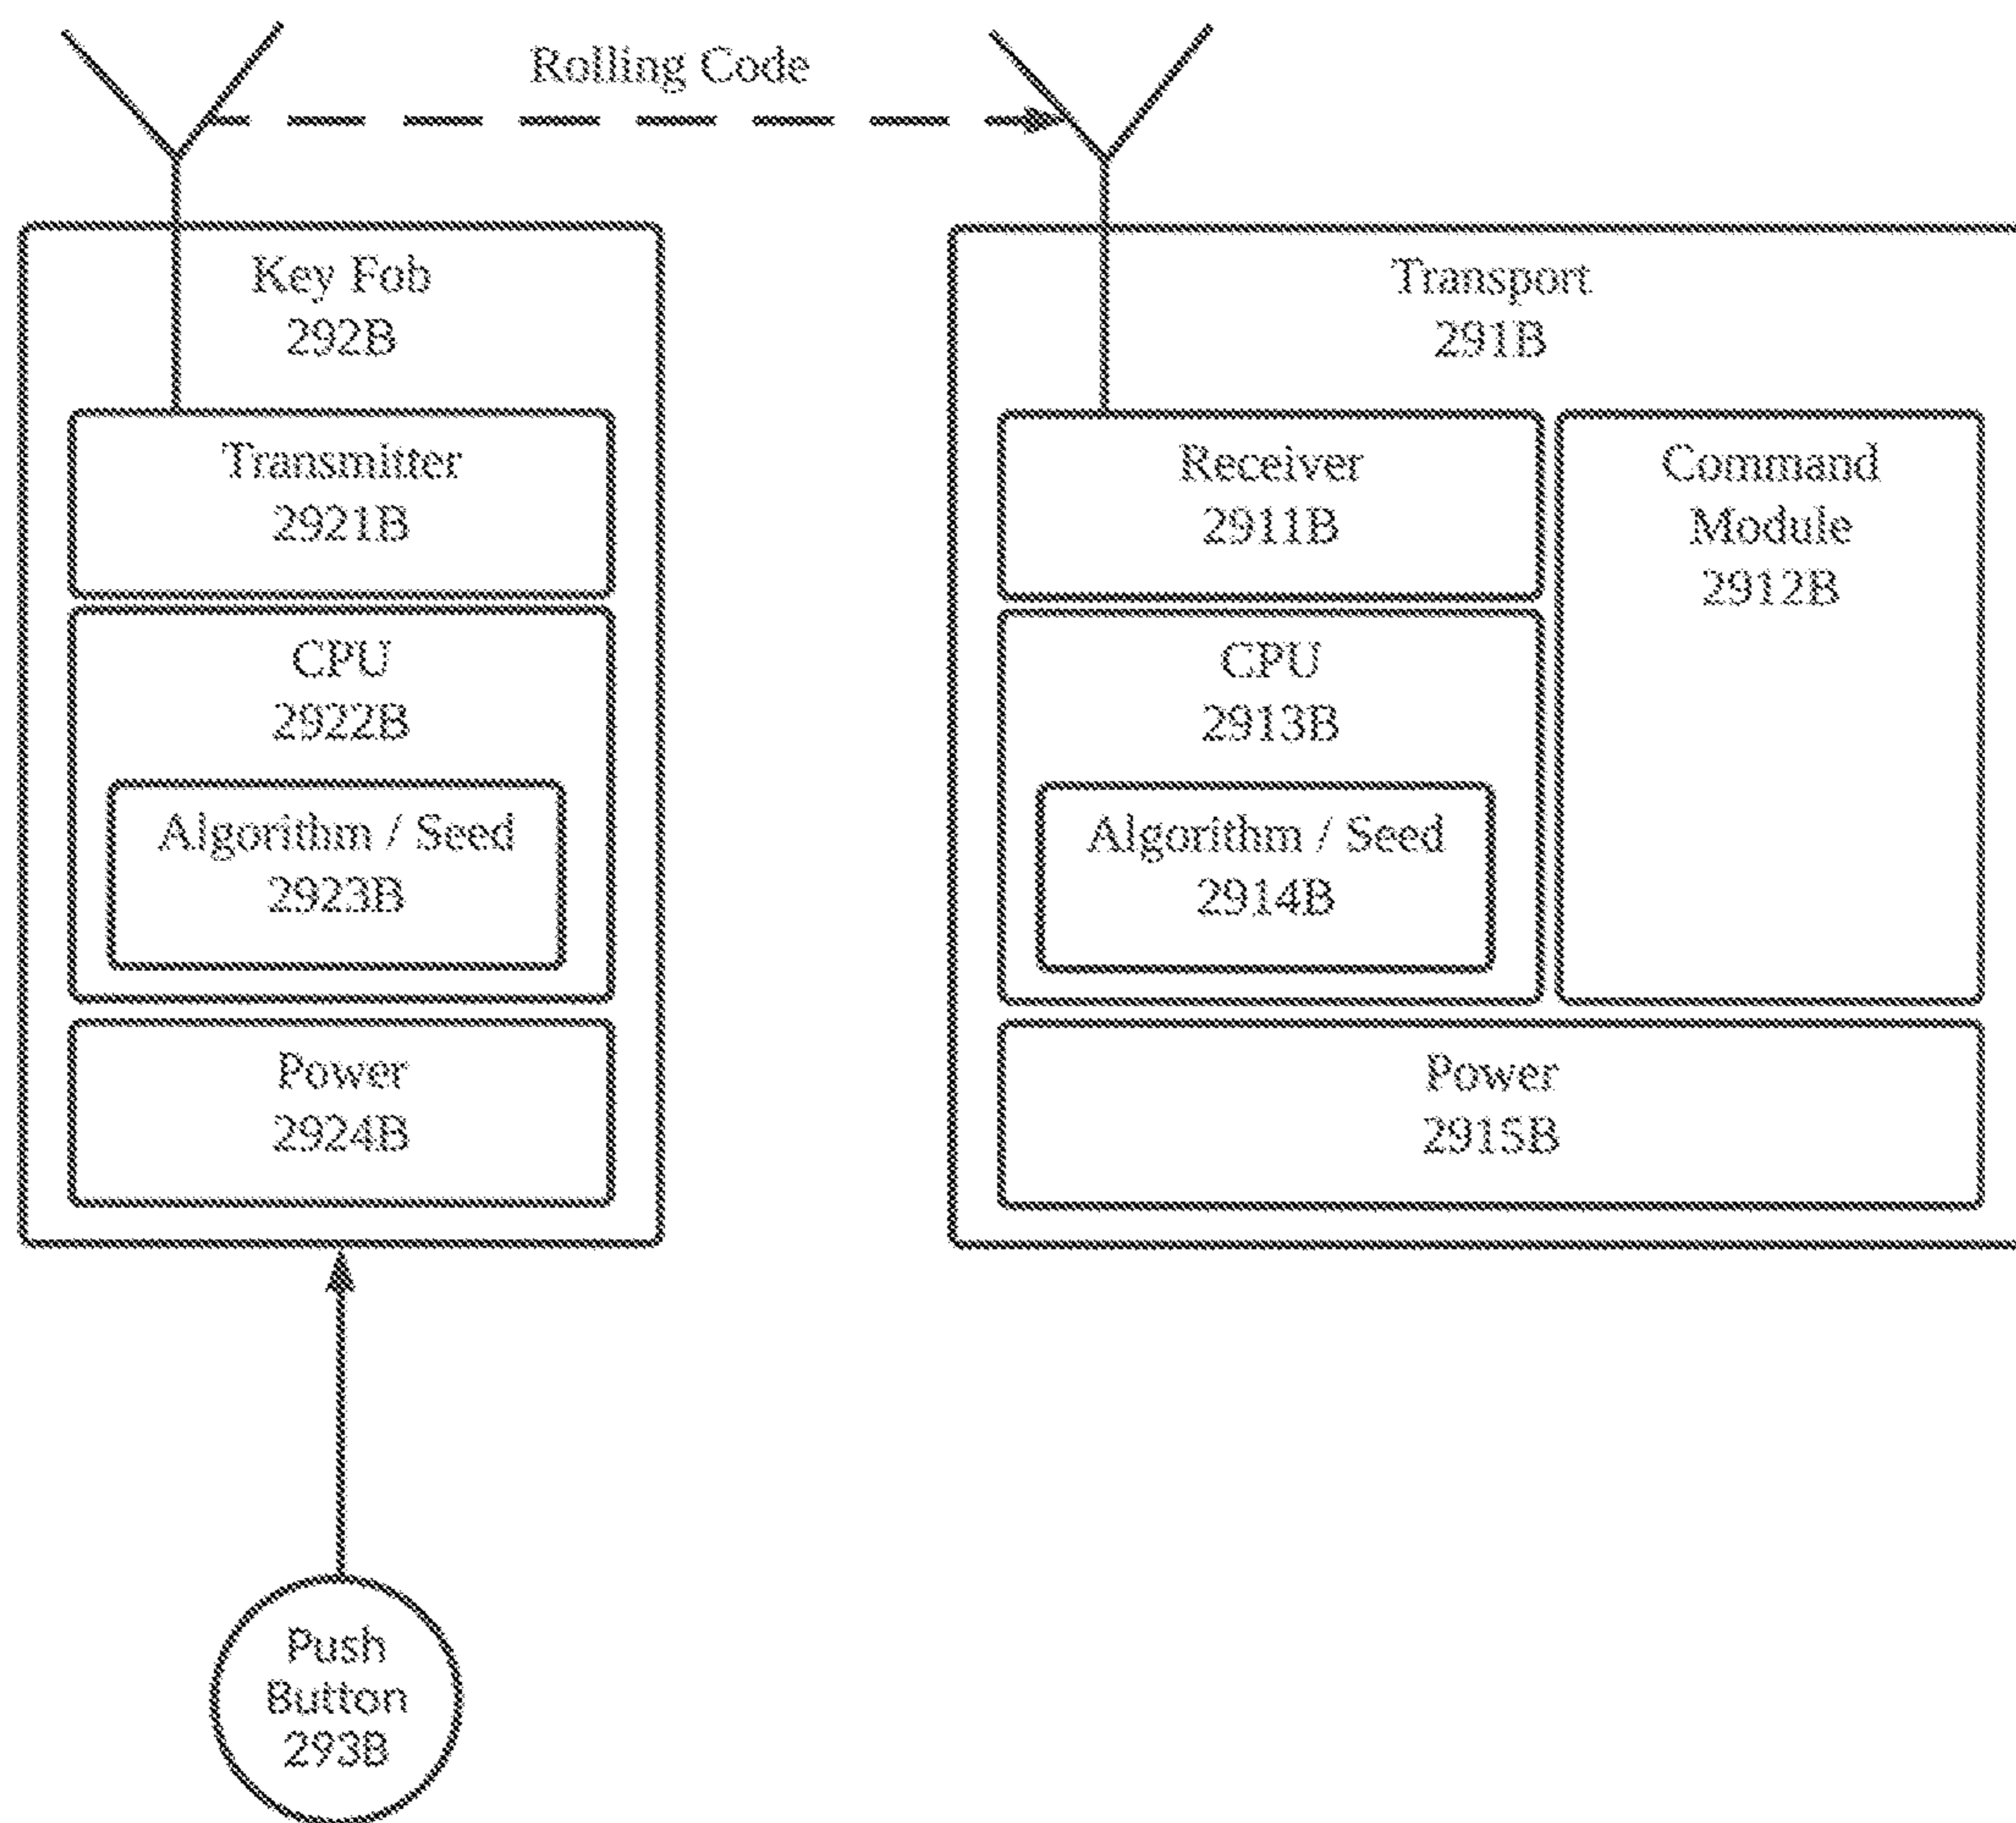 Rolling Code
Key Fob
292B
Transmitter
2921B
CPU
2922B
Algorithm / Seed
2923B
Power
2924B
Push
Button
293B
Transport
291B
Receiver
2911B
Command
Module
2912B
CPU
2913B
Algorithm / Seed
2914B
Power
2915B